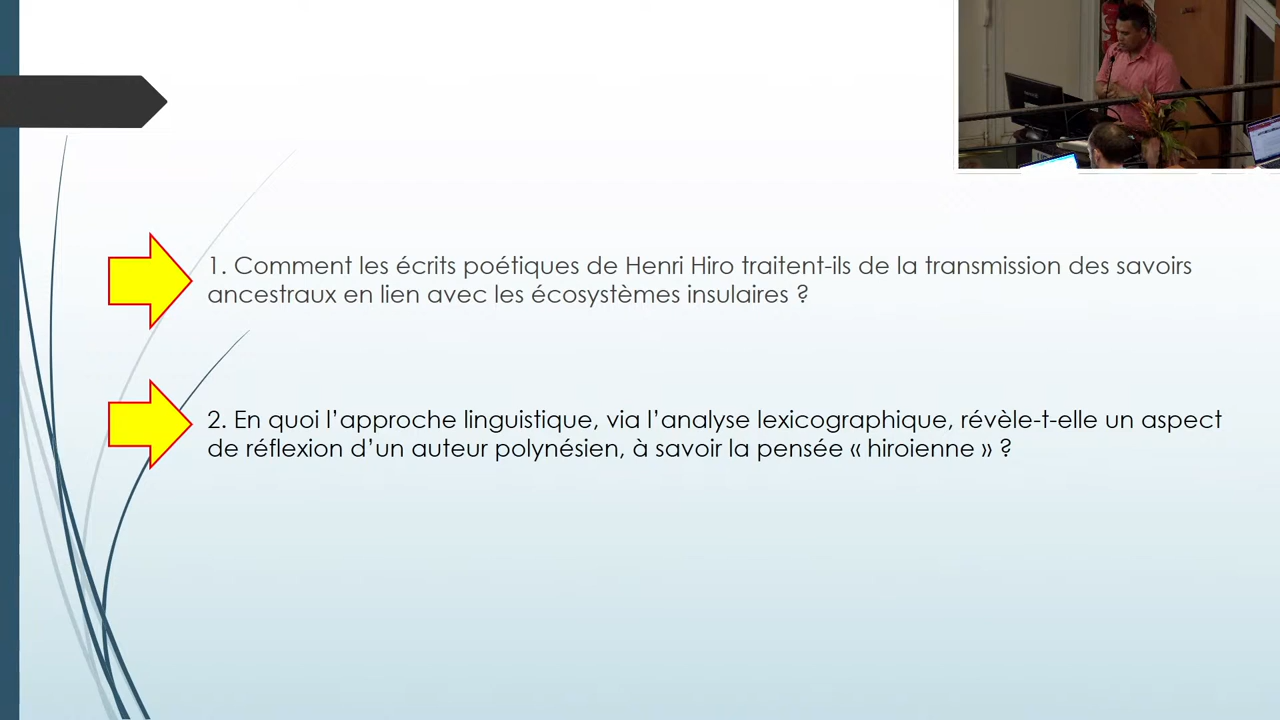 1. Comment les écrits poétiques de Henri Hiro traitent-ils de la transmission des savoirs
ancestraux en lien avec les écosystèmes insulaires ?
2. En quoi l’approche linguistique, via l’analyse lexicographique, révèle-t-elle un aspect
de réflexion d’un auteur polynésien, à savoir la pensée « hiroienne » ?